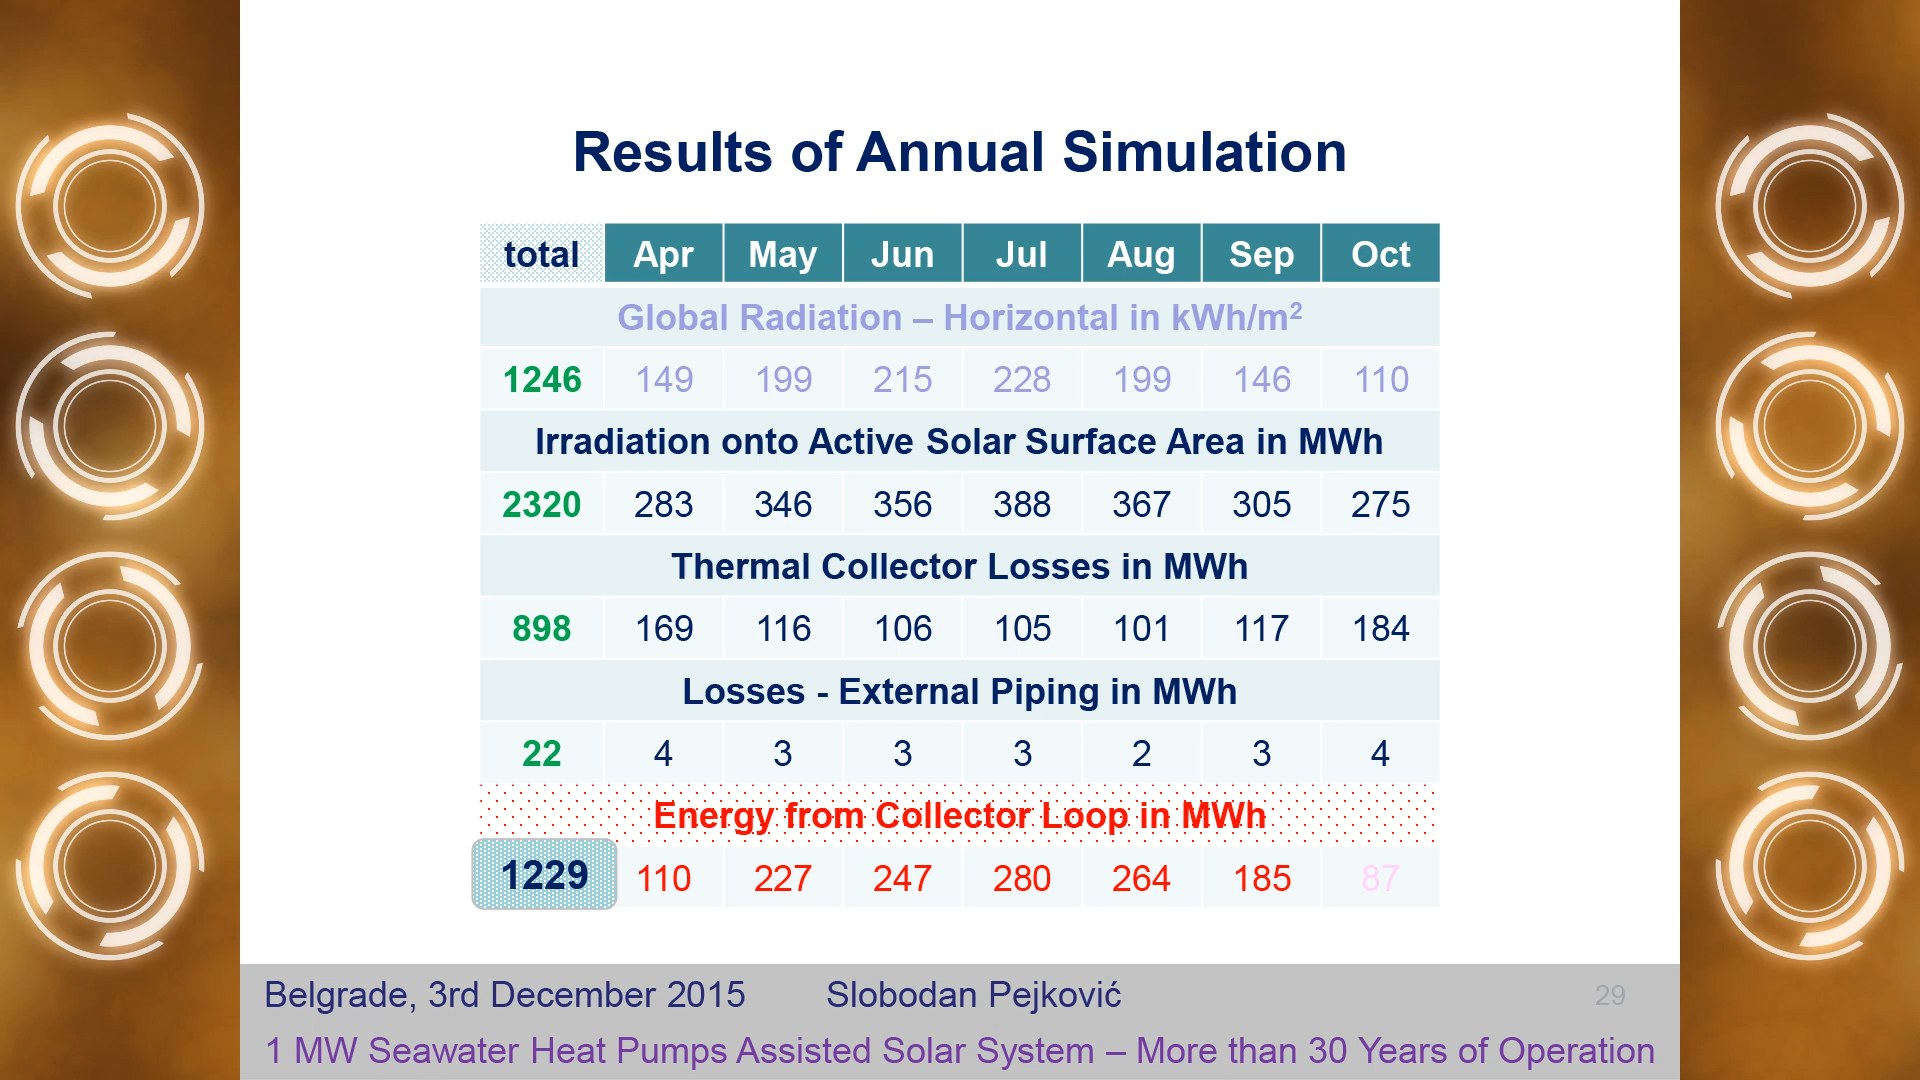 Results of Annual Simulation
total Apr May Jun Jul Aug Sep Oct
Global Radiation – Horizontal in kWh/m²
1246 149 199 215 228 199 146 110
Irradiation onto Active Solar Surface Area in MWh
2320 283 346 356 388 367 305 275
Thermal Collector Losses in MWh
898 169 116 106 105 101 117 184
Losses - External Piping in MWh
22 4 3 3 3 2 3 4
Energy from Collector Loop in MWh
1229 110 227 247 280 264 185 87
Belgrade, 3rd December 2015 Slobodan Pejković 29
1 MW Seawater Heat Pumps Assisted Solar System – More than 30 Years of Operation